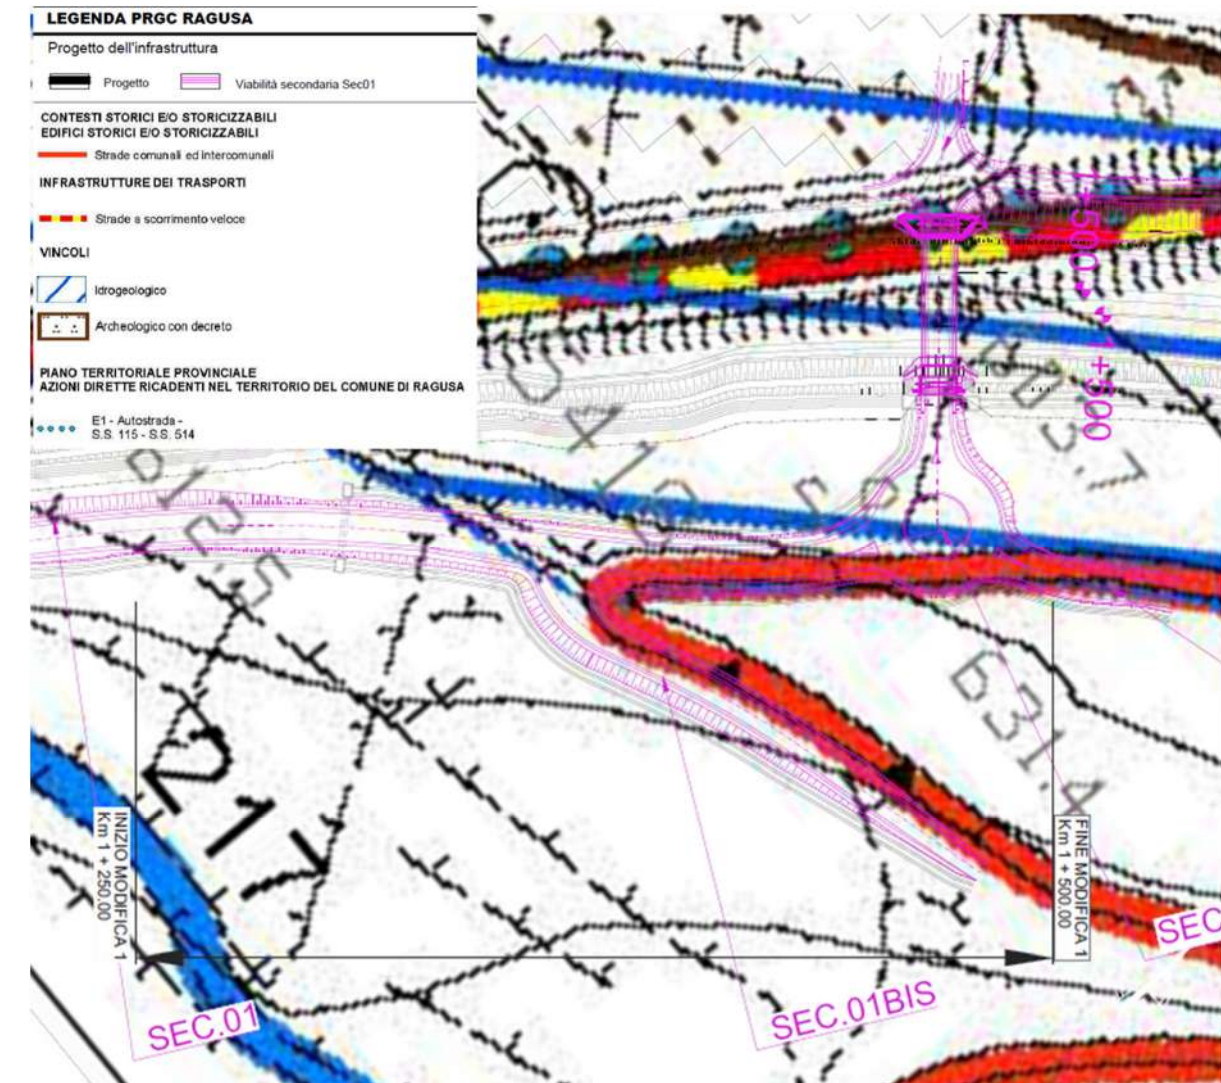 LEGENDA PRGC RAGUSA
Progetto dell'infrastruttura
Progetto
Viabilità secondaria Sec01
CONTESTI STORICI E/O STORICIZZABILI
EDIFICI STORICI E/O STORICIZZABILI
Strade comunali ed intercomunali
INFRASTRUTTURE DEI TRASPORTI
Strade a scorrimento veloce
VINCOLI
Idrogeologico
Archeologico con decreto
PIANO TERRITORIALE PROVINCIALE
AZIONI DIRETTE RICADENTI NEL TERRITORIO DEL COMUNE DI RAGUSA
E1 - Autostrada -
S.S. 115 - S.S. 514
1+500
631.4
217
INIZIO MODIFICA 1
Km 1 + 250.00
FINE MODIFICA 1
Km 1 + 500.00
SEC.01
SEC.01BIS
SEC